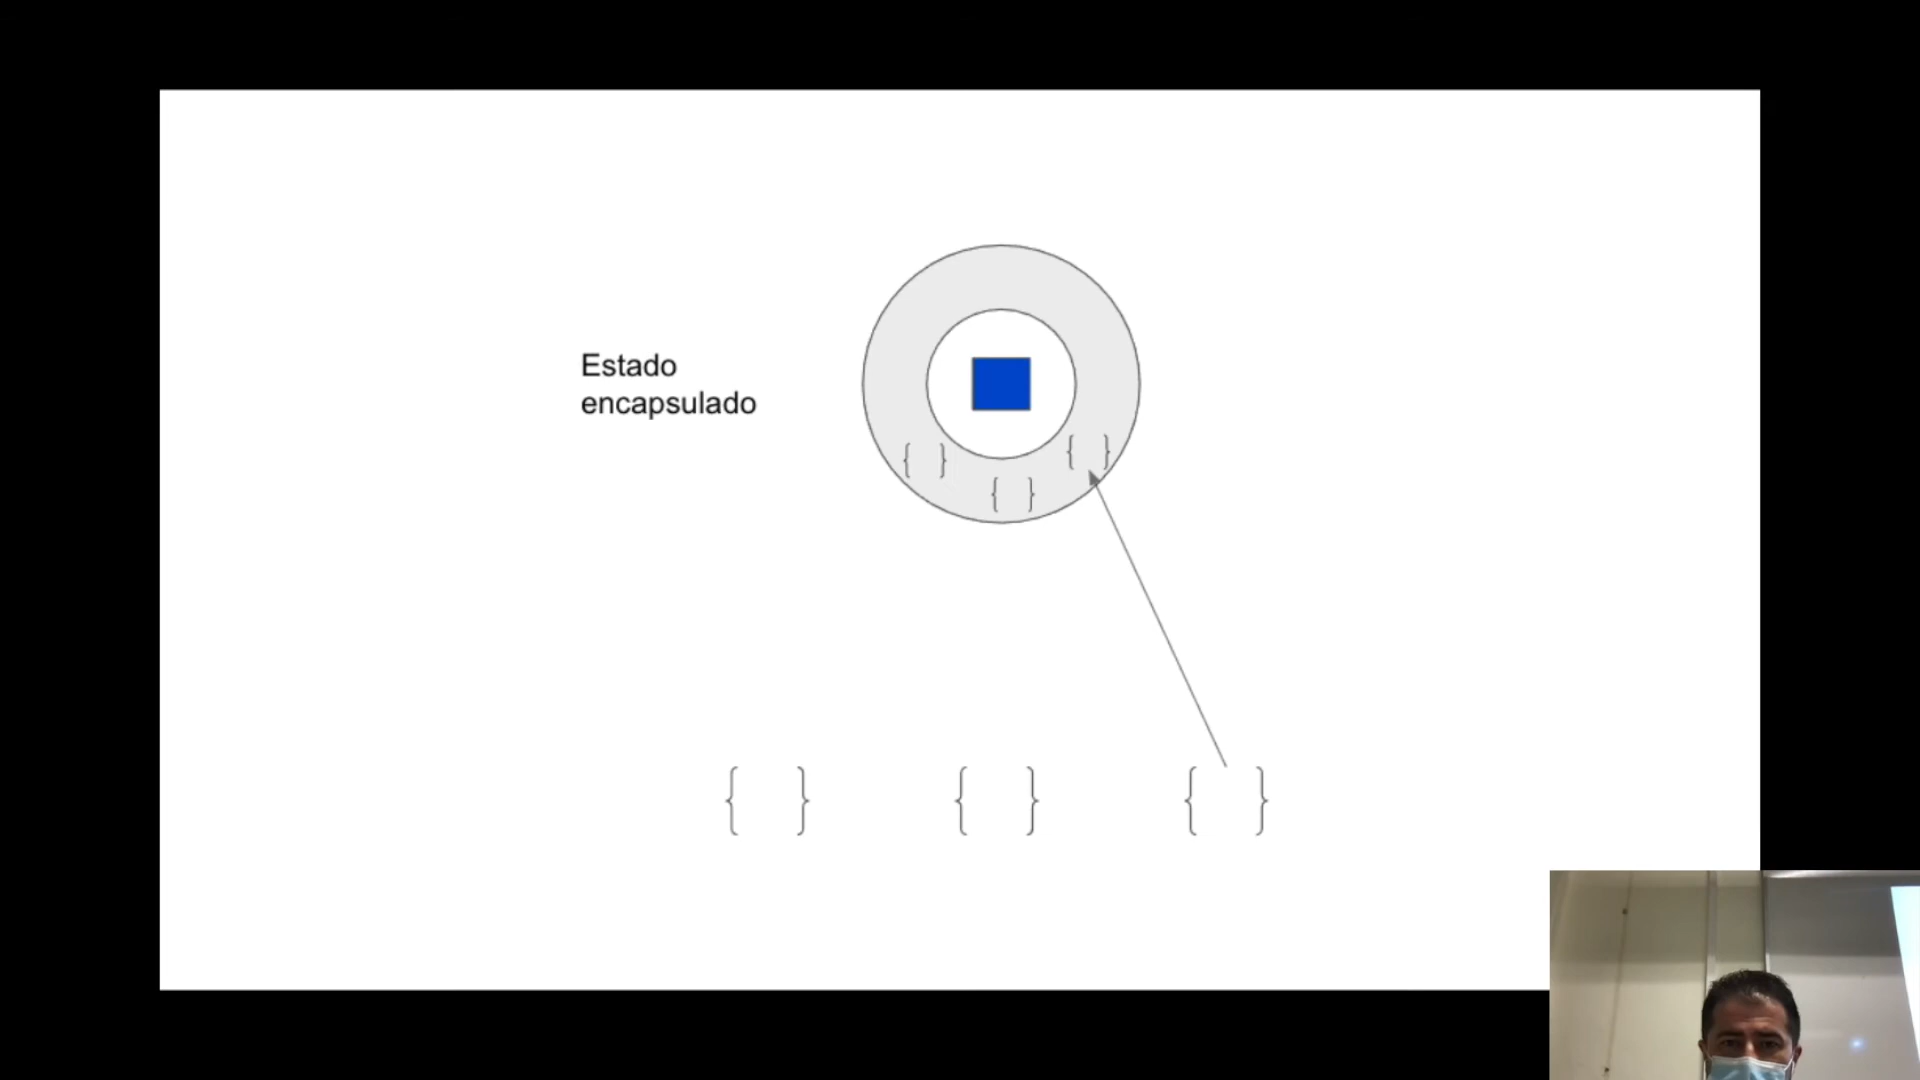 Estado
encapsulado
{ } { } { }
{ } { } { }